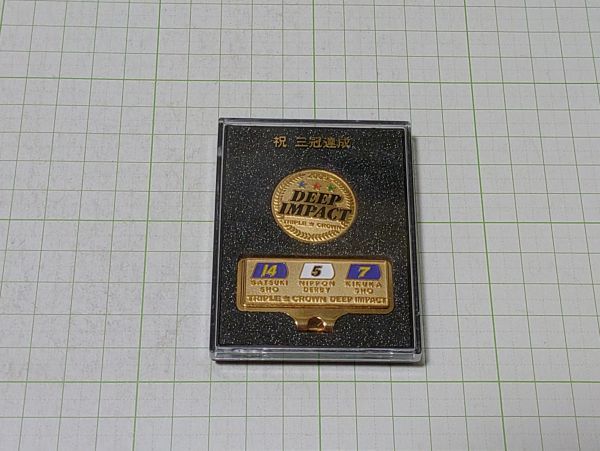 祝 三冠達成
2005
DEEP
IMPACT
TRIPLE ★ CROWN
14 5 7
SATSUKI NIPPON KIKUKA
SHO DERBY SHO
TRIPLE ★ CROWN DEEP IMPACT